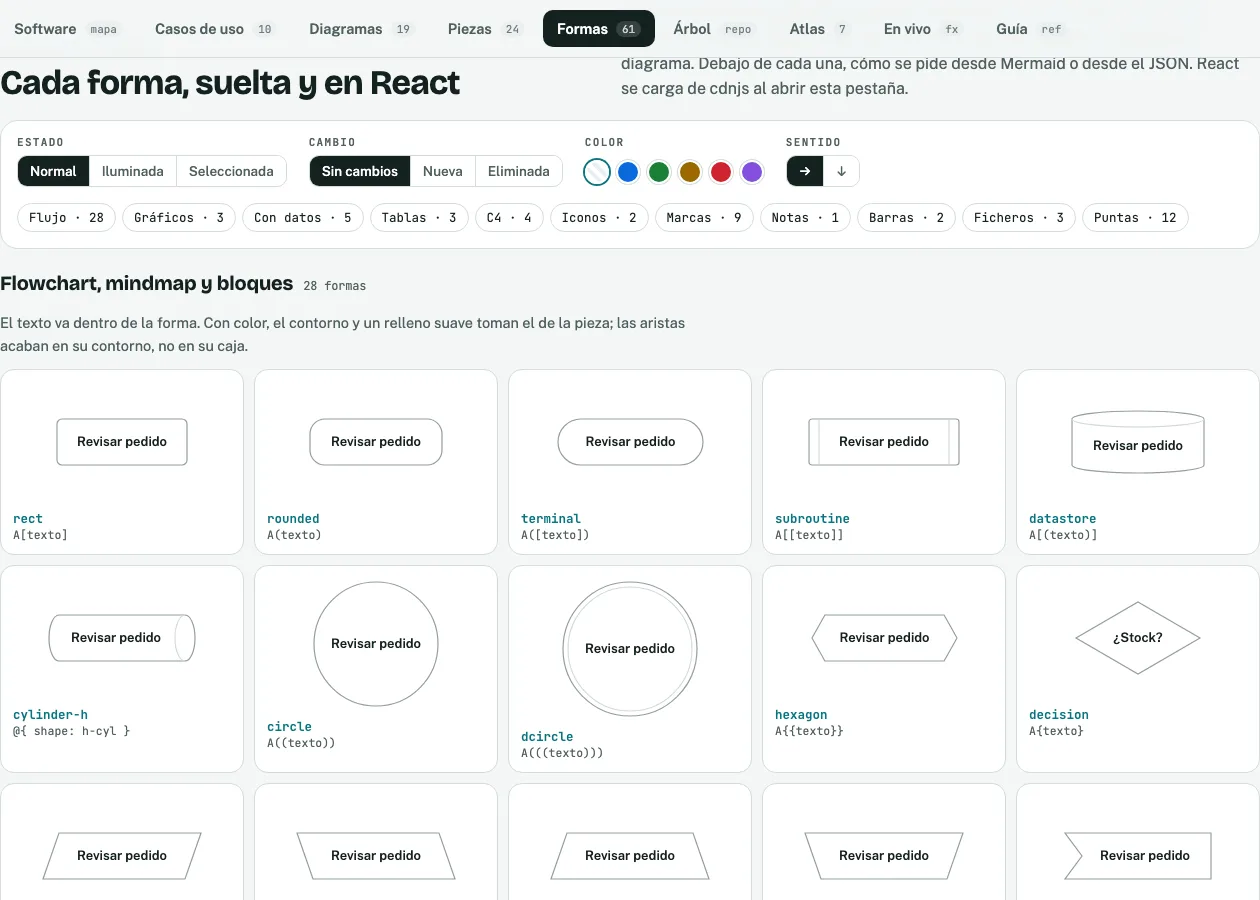 Software mapa Casos de uso 10 Diagramas 19 Piezas 24 Formas 61 Árbol repo Atlas 7 En vivo fx Guía ref
Cada forma, suelta y en React
diagrama. Debajo de cada una, cómo se pide desde Mermaid o desde el JSON. React
se carga de cdnjs al abrir esta pestaña.
ESTADO CAMBIO COLOR SENTIDO
Normal Iluminada Seleccionada Sin cambios Nueva Eliminada → ↓
Flujo · 28 Gráficos · 3 Con datos · 5 Tablas · 3 C4 · 4 Iconos · 2 Marcas · 9 Notas · 1 Barras · 2 Ficheros · 3 Puntas · 12
Flowchart, mindmap y bloques 28 formas
El texto va dentro de la forma. Con color, el contorno y un relleno suave toman el de la pieza; las aristas
acaban en su contorno, no en su caja.
Revisar pedido Revisar pedido Revisar pedido Revisar pedido Revisar pedido
rect rounded terminal subroutine datastore
A[texto] A(texto) A([texto]) A[[texto]] A[(texto)]
Revisar pedido Revisar pedido Revisar pedido Revisar pedido ¿Stock?
cylinder-h circle dcircle hexagon decision
@{ shape: h-cyl } A((texto)) A(((texto))) A{{texto}} A{texto}
Revisar pedido Revisar pedido Revisar pedido Revisar pedido Revisar pedido